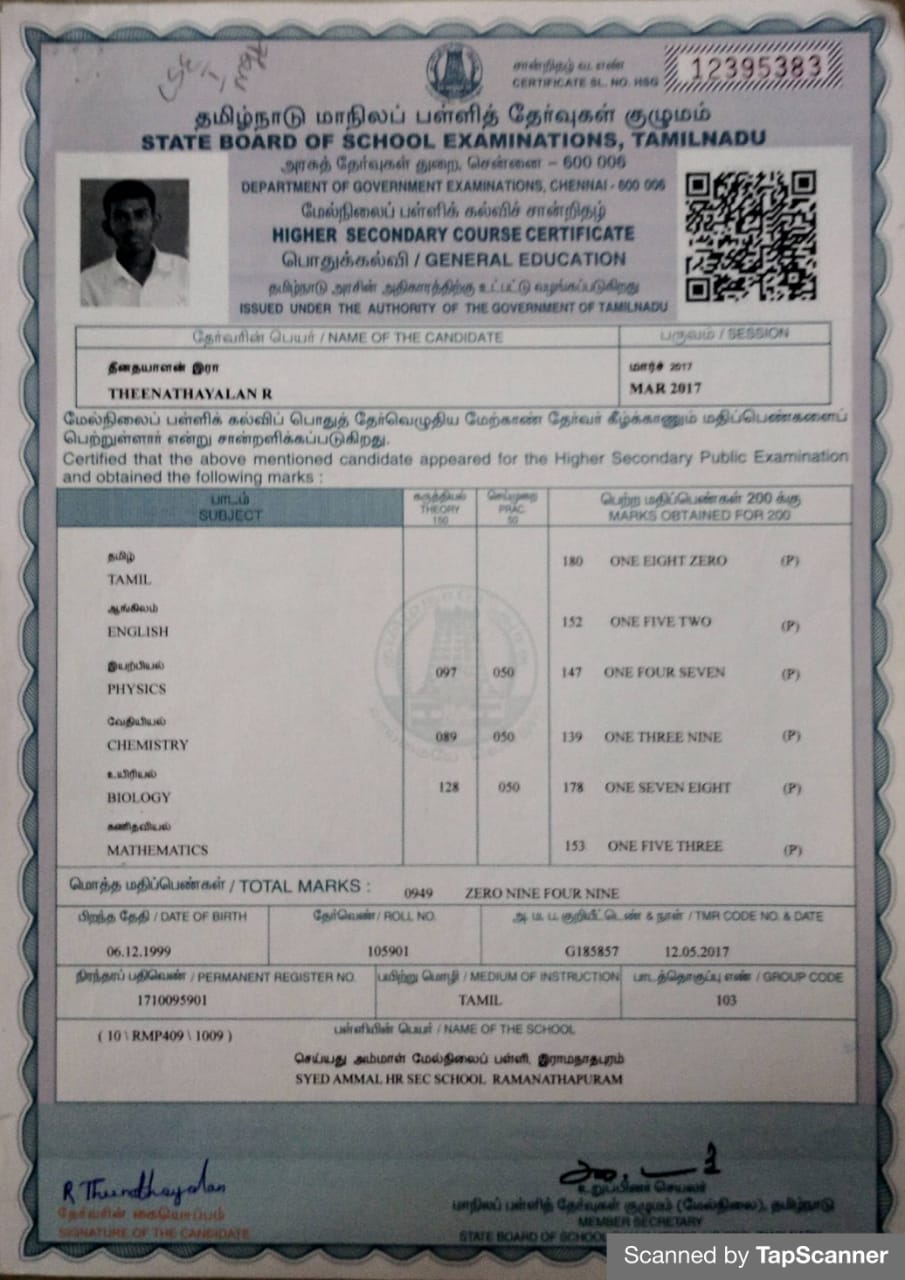 சான்றிதழ் வ. எண்
CERTIFICATE SL. NO. HSG 12395383
தமிழ்நாடு மாநிலப் பள்ளித் தேர்வுகள் குழுமம்
STATE BOARD OF SCHOOL EXAMINATIONS, TAMILNADU
அரசுத் தேர்வுகள் துறை, சென்னை – 600 006
DEPARTMENT OF GOVERNMENT EXAMINATIONS, CHENNAI - 600 006
மேல்நிலைப் பள்ளிக் கல்விச் சான்றிதழ்
HIGHER SECONDARY COURSE CERTIFICATE
பொதுக்கல்வி / GENERAL EDUCATION
தமிழ்நாடு அரசின் அதிகாரத்திற்கு உட்பட்டு வழங்கப்படுகிறது
ISSUED UNDER THE AUTHORITY OF THE GOVERNMENT OF TAMILNADU
தேர்வரின் பெயர் / NAME OF THE CANDIDATE பருவம் / SESSION
தீனதயாளன் இரா மார்ச் 2017
THEENATHAYALAN R MAR 2017
மேல்நிலைப் பள்ளிக் கல்விப் பொதுத் தேர்வெழுதிய மேற்காண் தேர்வர் கீழ்க்காணும் மதிப்பெண்களைப்
பெற்றுள்ளார் என்று சான்றளிக்கப்படுகிறது.
Certified that the above mentioned candidate appeared for the Higher Secondary Public Examination
and obtained the following marks :
பாடம் கருத்தியல் செய்முறை பெற்ற மதிப்பெண்கள் 200 க்கு
SUBJECT THEORY PRAC. MARKS OBTAINED FOR 200
150 50
தமிழ்
TAMIL 180 ONE EIGHT ZERO (P)
ஆங்கிலம்
ENGLISH 152 ONE FIVE TWO (P)
இயற்பியல்
PHYSICS 097 050 147 ONE FOUR SEVEN (P)
வேதியியல்
CHEMISTRY 089 050 139 ONE THREE NINE (P)
உயிரியல்
BIOLOGY 128 050 178 ONE SEVEN EIGHT (P)
கணிதவியல்
MATHEMATICS 153 ONE FIVE THREE (P)
மொத்த மதிப்பெண்கள் / TOTAL MARKS : 0949 ZERO NINE FOUR NINE
பிறந்த தேதி / DATE OF BIRTH தேர்வெண் / ROLL NO. அ. ம. ப. குறியீட்டெண் & நாள் / TMR CODE NO. & DATE
06.12.1999 105901 G185857 12.05.2017
நிரந்தரப் பதிவெண் / PERMANENT REGISTER NO. பயிற்று மொழி / MEDIUM OF INSTRUCTION பாடத்தொகுப்பு எண் / GROUP CODE
1710095901 TAMIL 103
( 10 \ RMP409 \ 1009 ) பள்ளியின் பெயர் / NAME OF THE SCHOOL
செய்யது அம்மாள் மேல்நிலைப் பள்ளி, இராமநாதபுரம்
SYED AMMAL HR SEC SCHOOL RAMANATHAPURAM
R Theenathayalan
தேர்வரின் கையொப்பம்
SIGNATURE OF THE CANDIDATE
உறுப்பினர் செயலர்
மாநிலப் பள்ளித் தேர்வுகள் குழுமம் (மேல்நிலை), தமிழ்நாடு
MEMBER SECRETARY
STATE BOARD OF SCHOOL
Scanned by TapScanner